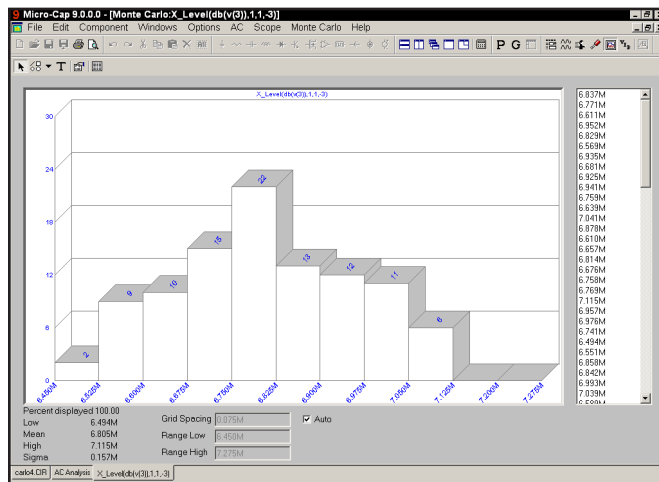 9 Micro-Cap 9.0.0.0 - [Monte Carlo:X_Level(db(v(3)),1,1,-3)]
File Edit Component Windows Options AC Scope Monte Carlo Help
P G
T
X_Level(db(v(3)),1,1,-3)
30
24
18
12
6
0
2
9
10
15
22
13
12
11
6
6.450M
6.525M
6.600M
6.675M
6.750M
6.825M
6.900M
6.975M
7.050M
7.125M
7.200M
7.275M
6.837M
6.771M
6.611M
6.952M
6.829M
6.569M
6.935M
6.681M
6.925M
6.941M
6.759M
6.639M
7.041M
6.878M
6.610M
6.657M
6.814M
6.676M
6.758M
6.769M
7.115M
6.957M
6.976M
6.741M
6.494M
6.551M
6.858M
6.842M
6.993M
7.039M
Percent displayed 100.00
Low 6.494M
Mean 6.805M
High 7.115M
Sigma 0.157M
Grid Spacing 0.075M
Range Low 6.450M
Range High 7.275M
Auto
carlo4.CIR AC Analysis X_Level(db(v(3)),1,1,-3)